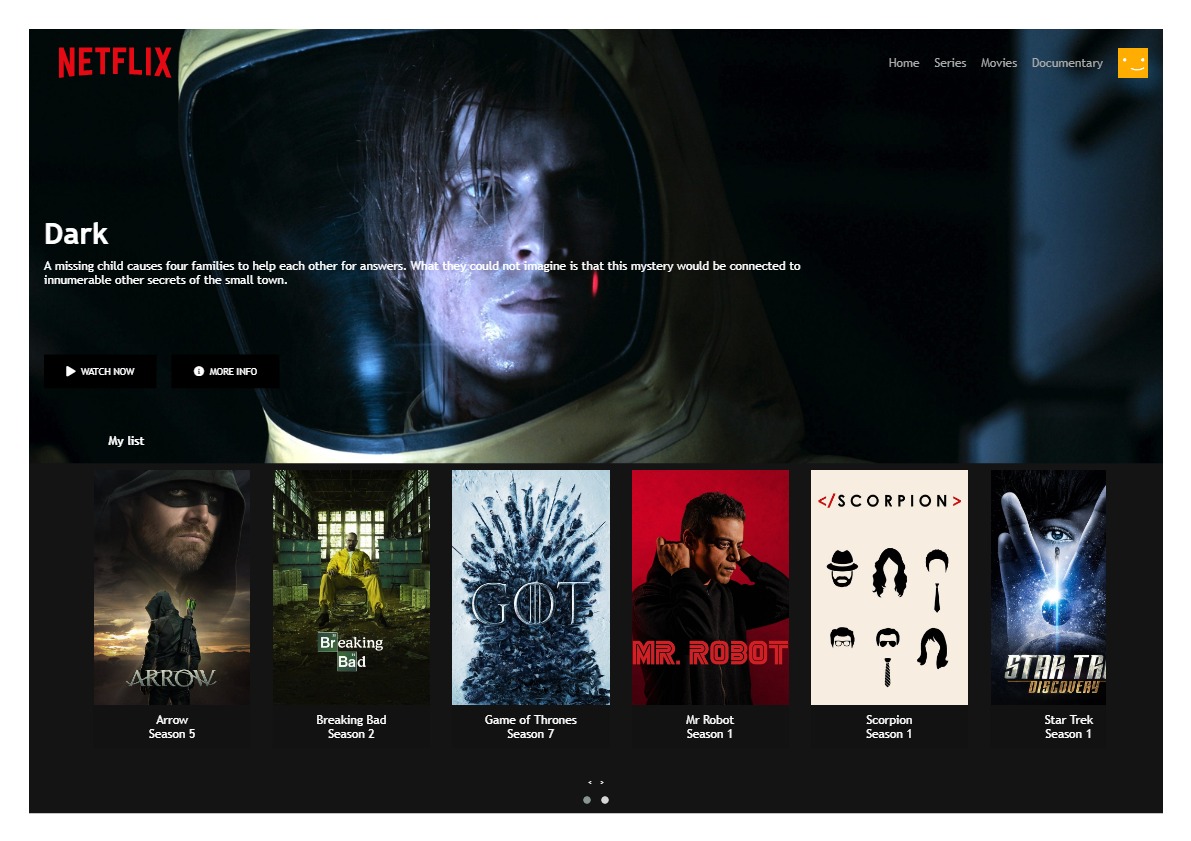 NETFLIX
Home Series Movies Documentary
Dark
A missing child causes four families to help each other for answers. What they could not imagine is that this mystery would be connected to
innumerable other secrets of the small town.
WATCH NOW MORE INFO
My list
</SCORPION>
GOT
Breaking
Bad
MR. ROBOT
STAR TR
DISCOVERY
ARROW
Arrow
Season 5
Breaking Bad
Season 2
Game of Thrones
Season 7
Mr Robot
Season 1
Scorpion
Season 1
Star Trek
Season 1
< >